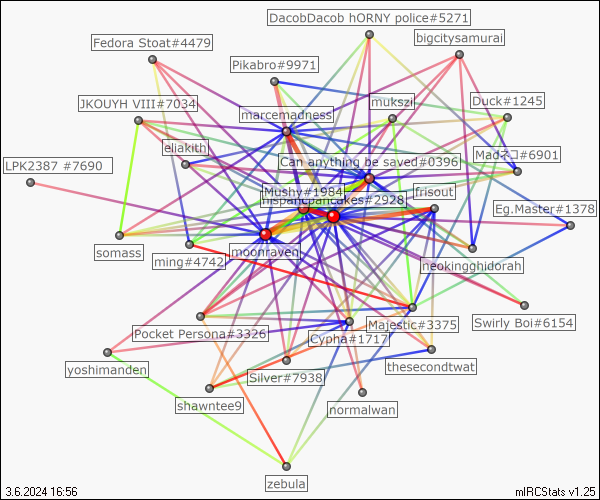 DacobDacob hORNY police#5271
bigcitysamurai
Fedora Stoat#4479
Pikabro#9971
JKOUYH VIII#7034
mukszi
Duck#1245
marcemadness
eliakith
Can anything be saved#0396
Madネコ#6901
LPK2387 #7690
Mushy#1984
frisout
hispanicpancakes#2928
Eg.Master#1378
somass
ming#4742
moonraven
neokingghidorah
Pocket Persona#3326
Majestic#3375
Swirly Boi#6154
Cypha#1717
yoshimanden
Silver#7938
thesecondtwat
shawntee9
normalwan
zebula
3.6.2024 16:56
mIRCStats v1.25